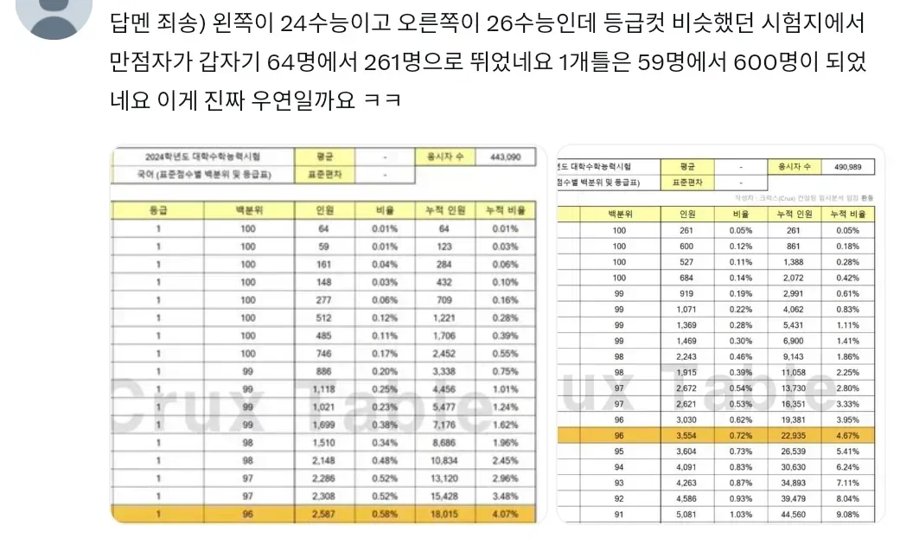 답멘 죄송) 왼쪽이 24수능이고 오른쪽이 26수능인데 등급컷 비슷했던 시험지에서
만점자가 갑자기 64명에서 261명으로 뛰었네요 1개틀은 59명에서 600명이 되었
네요 이게 진짜 우연일까요 ㅋㅋ
2024학년도 대학수학능력시험 평균 - 응시자 수 443,090
국어 (표준점수별 백분위 및 등급표) 표준편차 -
등급 백분위 인원 비율 누적 인원 누적 비율
1 100 64 0.01% 64 0.01%
1 100 59 0.01% 123 0.03%
1 100 161 0.04% 284 0.06%
1 100 148 0.03% 432 0.10%
1 100 277 0.06% 709 0.16%
1 100 512 0.12% 1,221 0.28%
1 100 485 0.11% 1,706 0.39%
1 100 746 0.17% 2,452 0.55%
1 99 886 0.20% 3,338 0.75%
1 99 1,118 0.25% 4,456 1.01%
1 99 1,021 0.23% 5,477 1.24%
1 99 1,699 0.38% 7,176 1.62%
1 98 1,510 0.34% 8,686 1.96%
1 98 2,148 0.48% 10,834 2.45%
1 97 2,286 0.52% 13,120 2.96%
1 97 2,308 0.52% 15,428 3.48%
1 96 2,587 0.58% 18,015 4.07%
Crux Table
도 대학수학능력시험 평균 - 응시자 수 490,989
점수별 백분위 및 등급표) 표준편차 -
백분위 인원 비율 누적 인원 누적 비율
100 261 0.05% 261 0.05%
100 600 0.12% 861 0.18%
100 527 0.11% 1,388 0.28%
100 684 0.14% 2,072 0.42%
99 919 0.19% 2,991 0.61%
99 1,071 0.22% 4,062 0.83%
99 1,369 0.28% 5,431 1.11%
99 1,469 0.30% 6,900 1.41%
98 2,243 0.46% 9,143 1.86%
98 1,915 0.39% 11,058 2.25%
97 2,672 0.54% 13,730 2.80%
97 2,621 0.53% 16,351 3.33%
96 3,030 0.62% 19,381 3.95%
96 3,554 0.72% 22,935 4.67%
95 3,604 0.73% 26,539 5.41%
94 4,091 0.83% 30,630 6.24%
93 4,263 0.87% 34,893 7.11%
92 4,586 0.93% 39,479 8.04%
91 5,081 1.03% 44,560 9.08%
ux Table